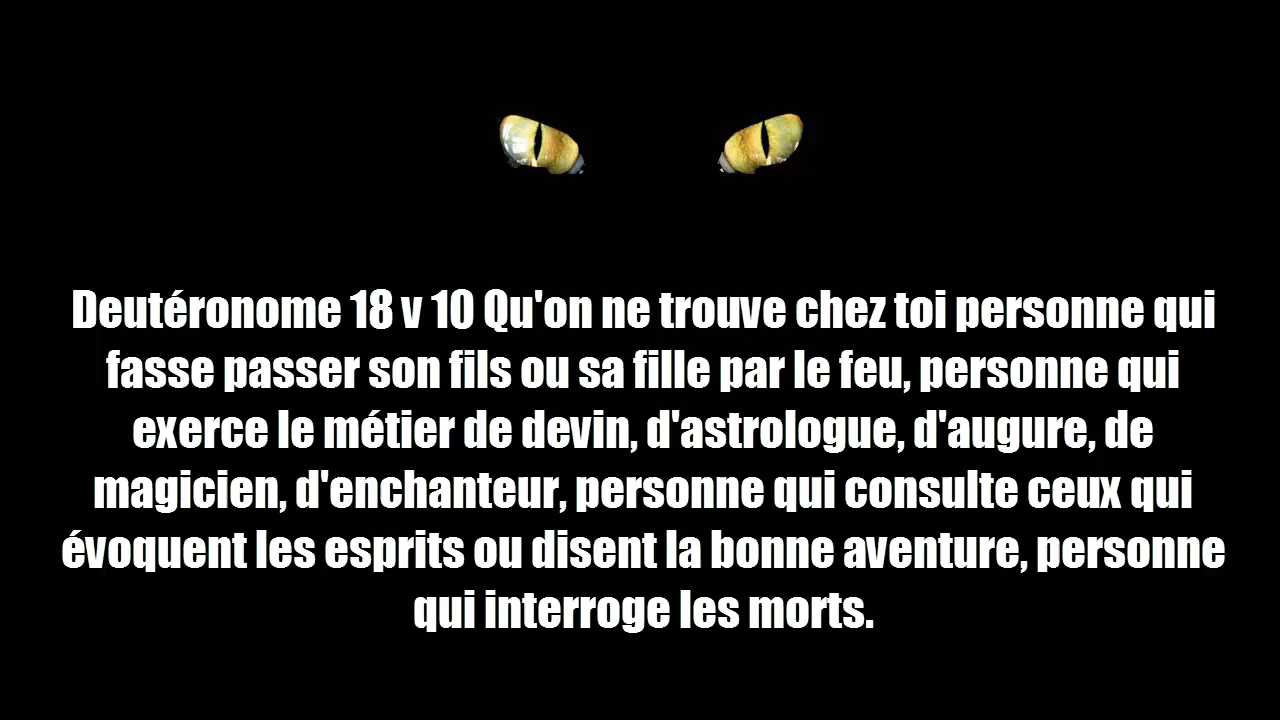 Deutéronome 18 v 10 Qu'on ne trouve chez toi personne qui
fasse passer son fils ou sa fille par le feu, personne qui
exerce le métier de devin, d'astrologue, d'augure, de
magicien, d'enchanteur, personne qui consulte ceux qui
évoquent les esprits ou disent la bonne aventure, personne
qui interroge les morts.